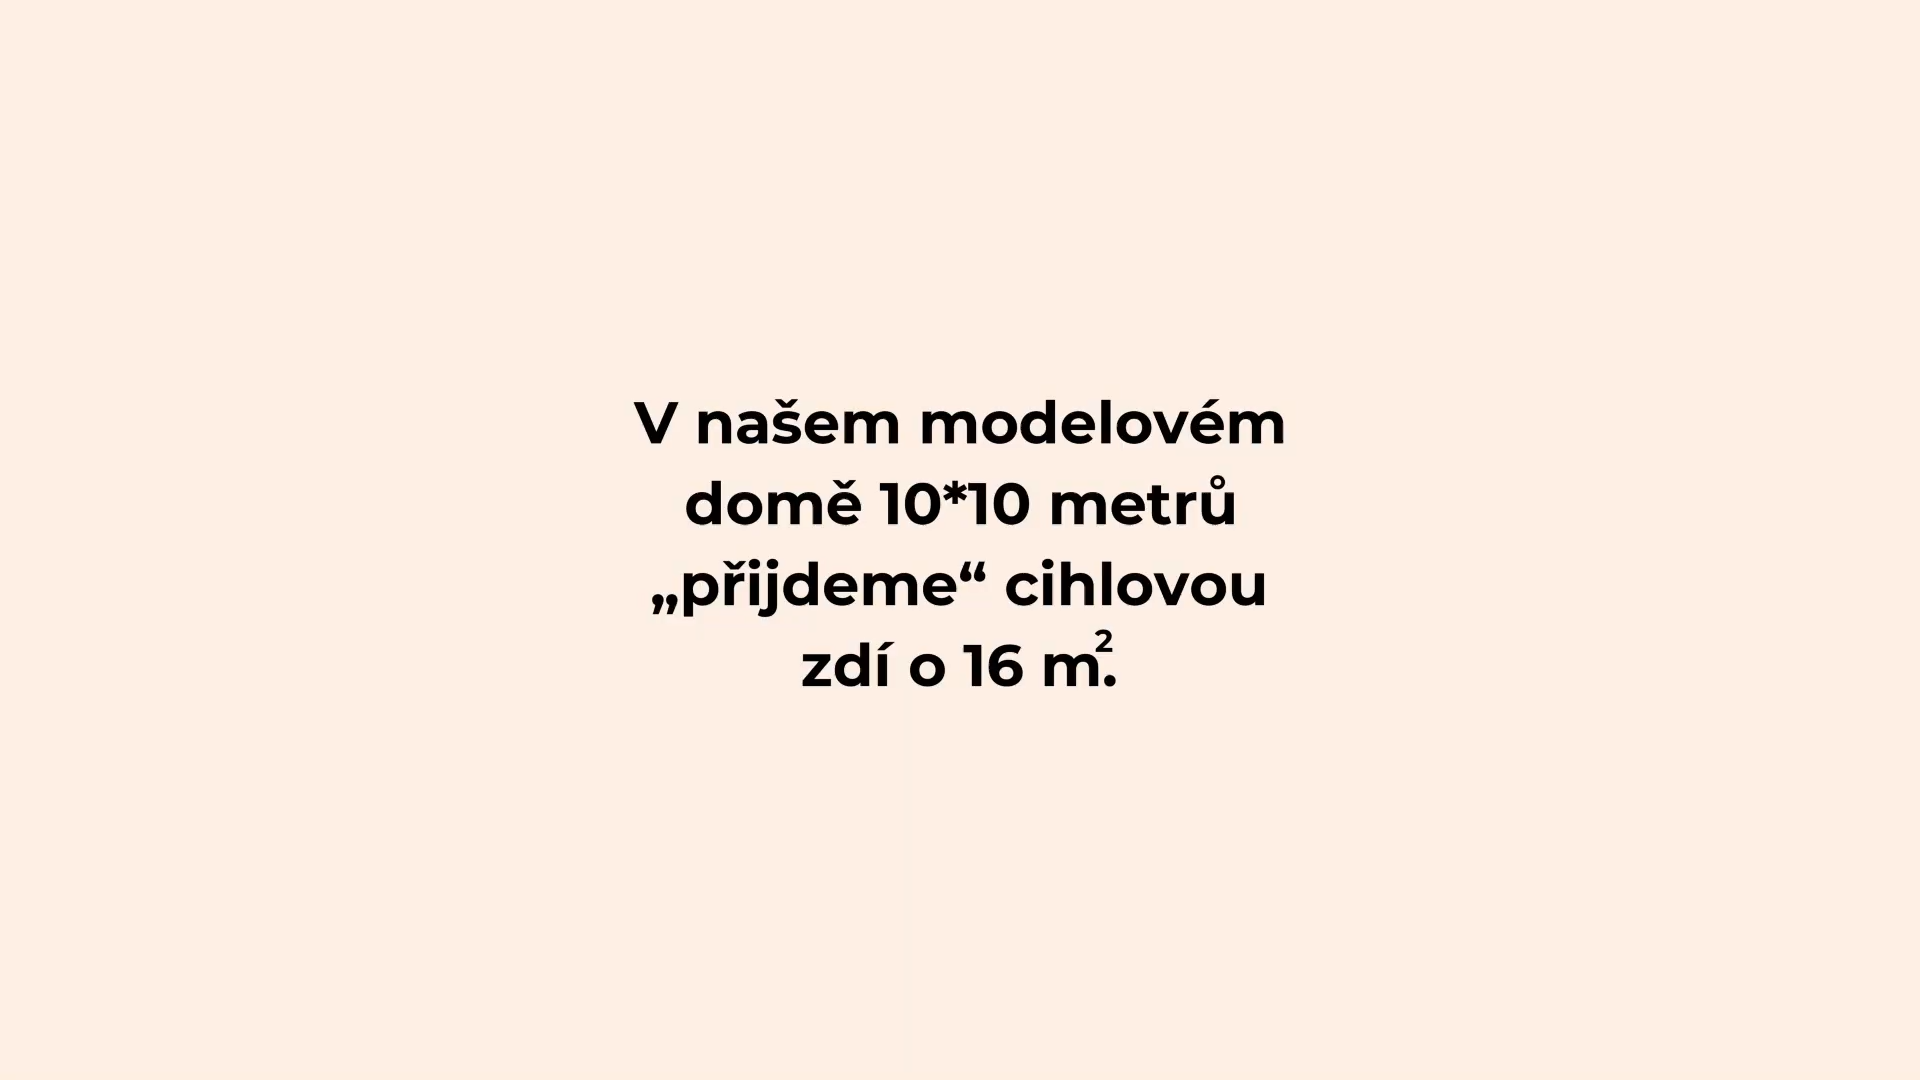 V našem modelovém
domě 10*10 metrů
„přijdeme“ cihlovou
zdí o 16 m².